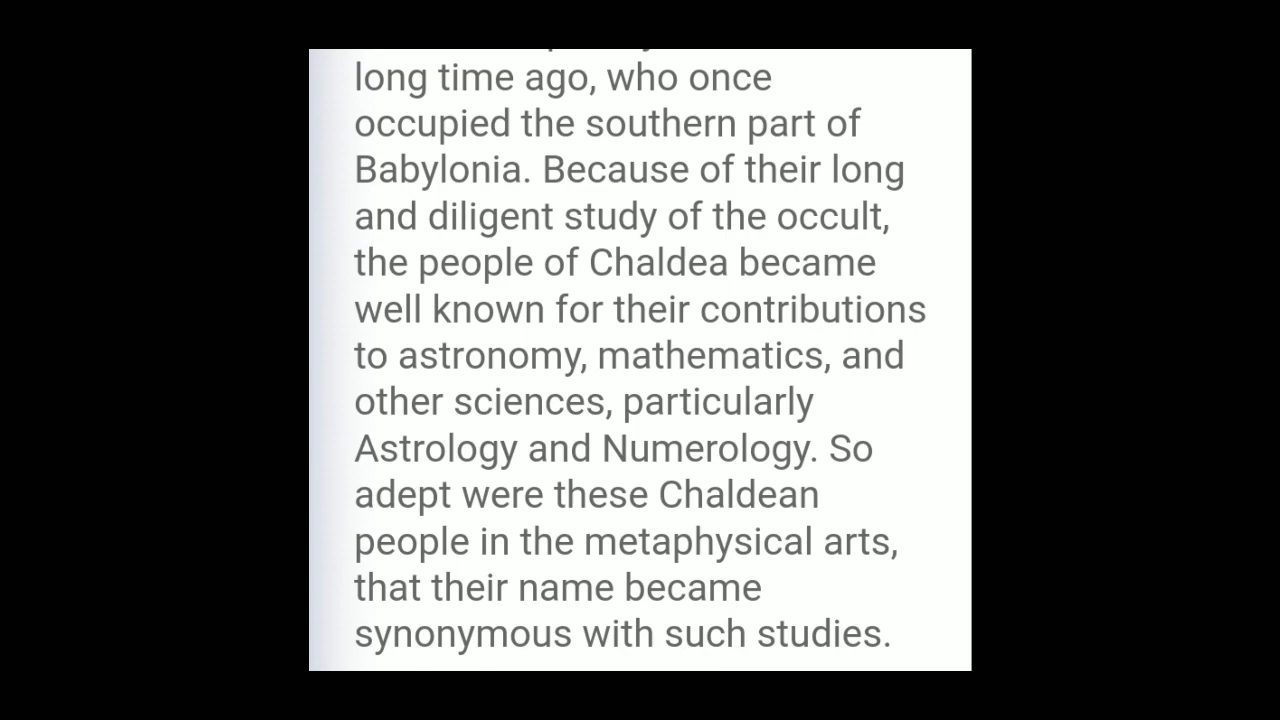 long time ago, who once
occupied the southern part of
Babylonia. Because of their long
and diligent study of the occult,
the people of Chaldea became
well known for their contributions
to astronomy, mathematics, and
other sciences, particularly
Astrology and Numerology. So
adept were these Chaldean
people in the metaphysical arts,
that their name became
synonymous with such studies.